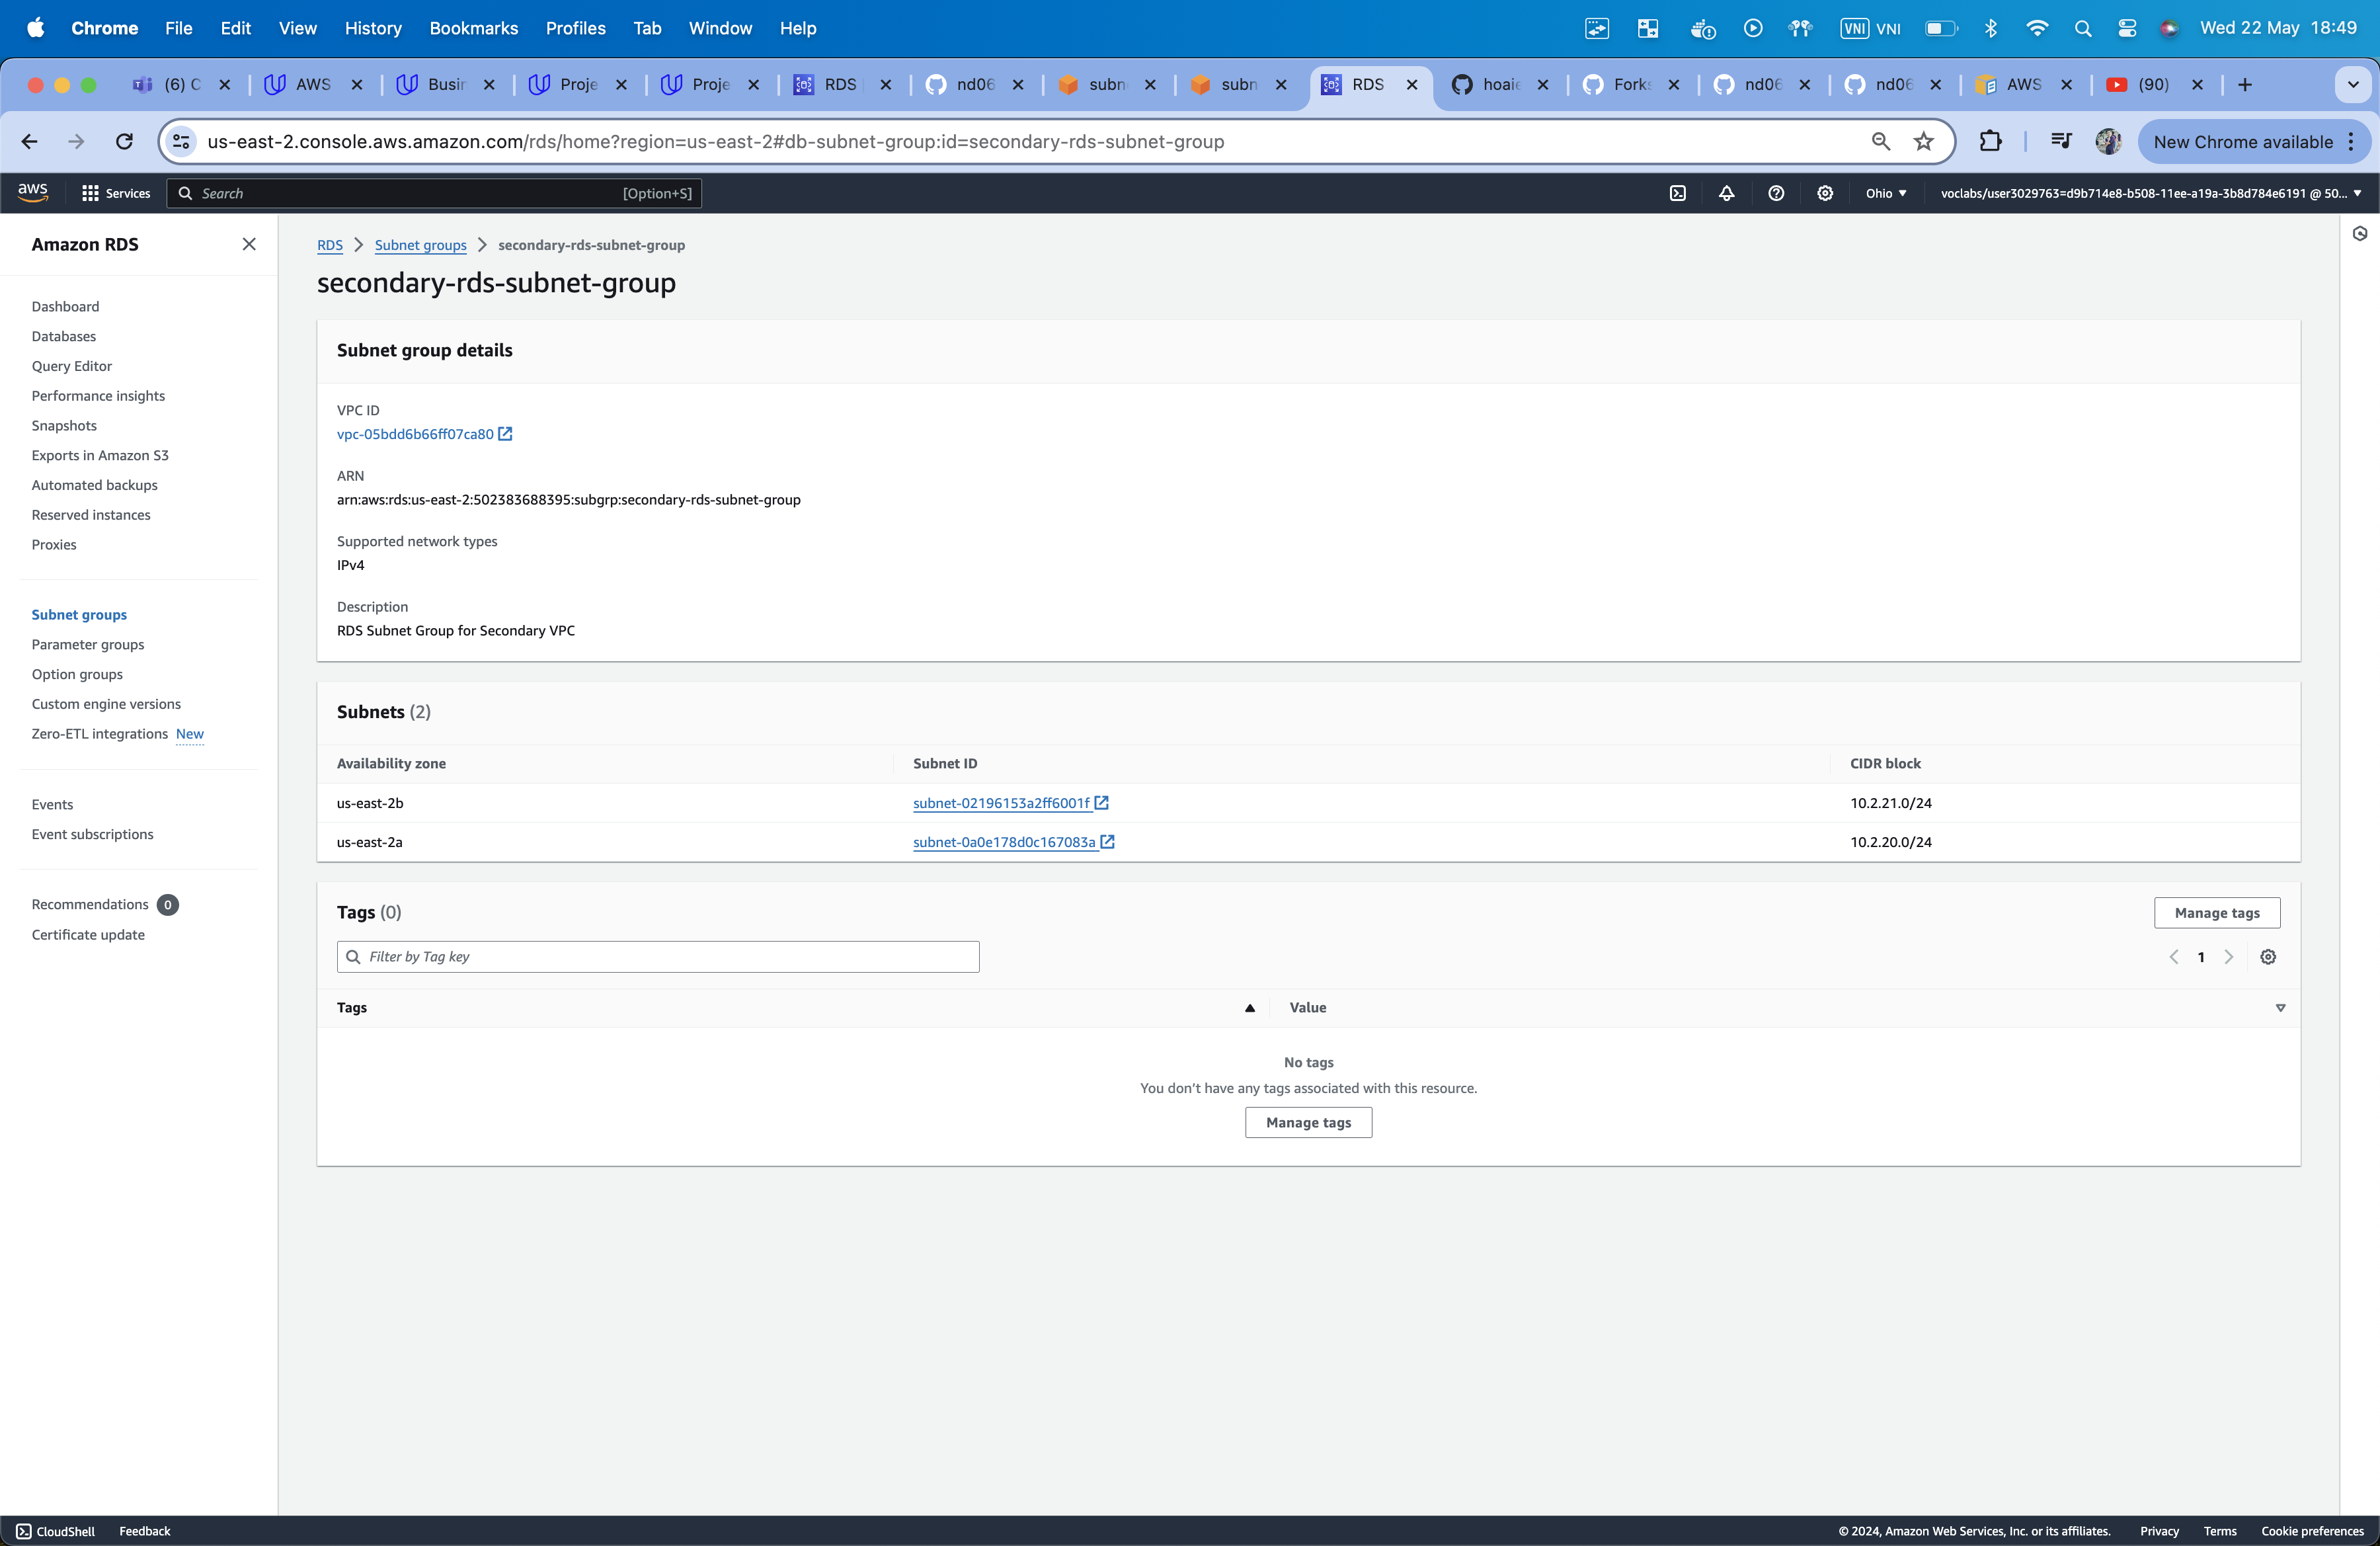 Chrome File Edit View History Bookmarks Profiles Tab Window Help VNI VNI Wed 22 May 18:49
(6) C AWS Busin Proje Proje RDS nd06 subn subn RDS hoaie Forks nd06 nd06 AWS (90)
us-east-2.console.aws.amazon.com/rds/home?region=us-east-2#db-subnet-group:id=secondary-rds-subnet-group New Chrome available
aws Services Search [Option+S] Ohio voclabs/user3029763=d9b714e8-b508-11ee-a19a-3b8d784e6191 @ 50...
Amazon RDS
Dashboard
Databases
Query Editor
Performance insights
Snapshots
Exports in Amazon S3
Automated backups
Reserved instances
Proxies
Subnet groups
Parameter groups
Option groups
Custom engine versions
Zero-ETL integrations New
Events
Event subscriptions
Recommendations 0
Certificate update
RDS Subnet groups secondary-rds-subnet-group
secondary-rds-subnet-group
Subnet group details
VPC ID
vpc-05bdd6b66ff07ca80
ARN
arn:aws:rds:us-east-2:502383688395:subgrp:secondary-rds-subnet-group
Supported network types
IPv4
Description
RDS Subnet Group for Secondary VPC
Subnets (2)
Availability zone Subnet ID CIDR block
us-east-2b subnet-02196153a2ff6001f 10.2.21.0/24
us-east-2a subnet-0a0e178d0c167083a 10.2.20.0/24
Tags (0) Manage tags
Filter by Tag key 1
Tags Value
No tags
You don't have any tags associated with this resource.
Manage tags
CloudShell Feedback © 2024, Amazon Web Services, Inc. or its affiliates. Privacy Terms Cookie preferences